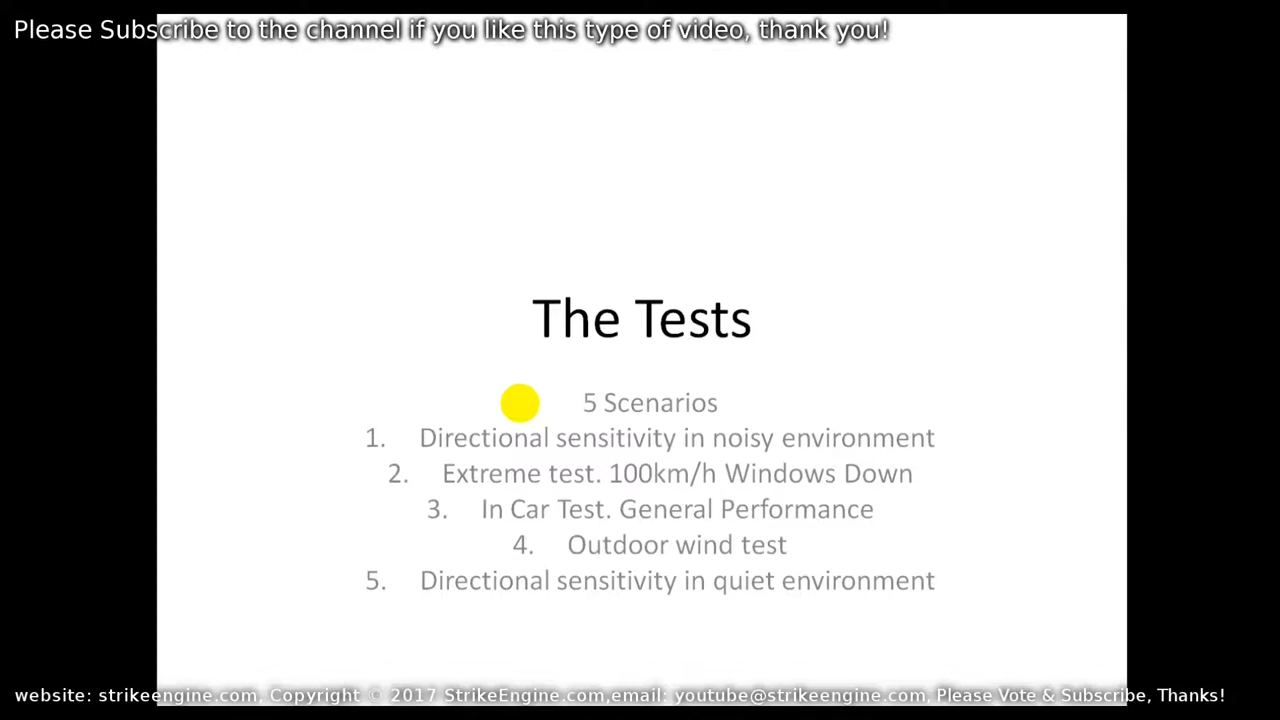 Please Subscribe to the channel if you like this type of video, thank you!
The Tests
5 Scenarios
1. Directional sensitivity in noisy environment
2. Extreme test. 100km/h Windows Down
3. In Car Test. General Performance
4. Outdoor wind test
5. Directional sensitivity in quiet environment
website: strikeengine.com, Copyright © 2017 StrikeEngine.com,email: youtube@strikeengine.com, Please Vote & Subscribe, Thanks!